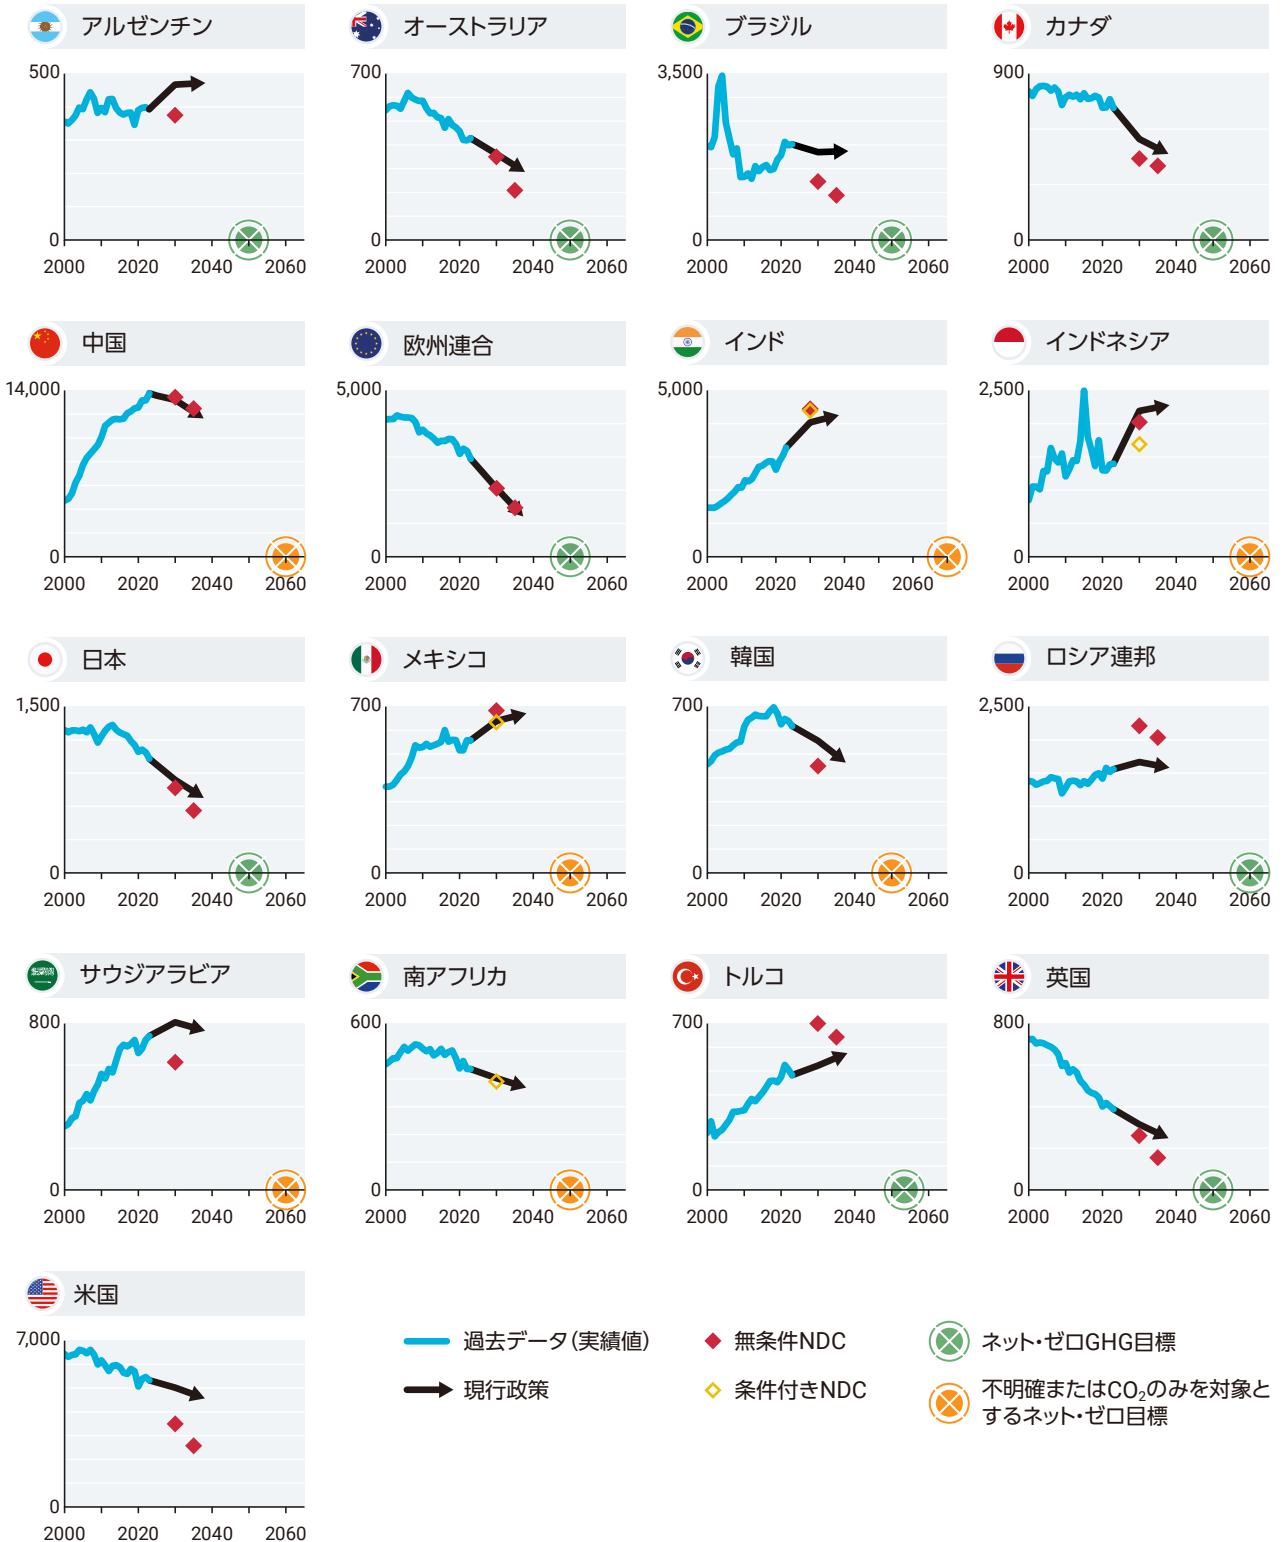 アルゼンチン
500
0
2000 2020 2040 2060
オーストラリア
700
0
2000 2020 2040 2060
ブラジル
3,500
0
2000 2020 2040 2060
カナダ
900
0
2000 2020 2040 2060
中国
14,000
0
2000 2020 2040 2060
欧州連合
5,000
0
2000 2020 2040 2060
インド
5,000
0
2000 2020 2040 2060
インドネシア
2,500
0
2000 2020 2040 2060
日本
1,500
0
2000 2020 2040 2060
メキシコ
700
0
2000 2020 2040 2060
韓国
700
0
2000 2020 2040 2060
ロシア連邦
2,500
0
2000 2020 2040 2060
サウジアラビア
800
0
2000 2020 2040 2060
南アフリカ
600
0
2000 2020 2040 2060
トルコ
700
0
2000 2020 2040 2060
英国
800
0
2000 2020 2040 2060
米国
7,000
0
2000 2020 2040 2060
過去データ(実績値)
現行政策
無条件NDC
条件付きNDC
ネット・ゼロGHG目標
不明確またはCO₂のみを対象と
するネット・ゼロ目標